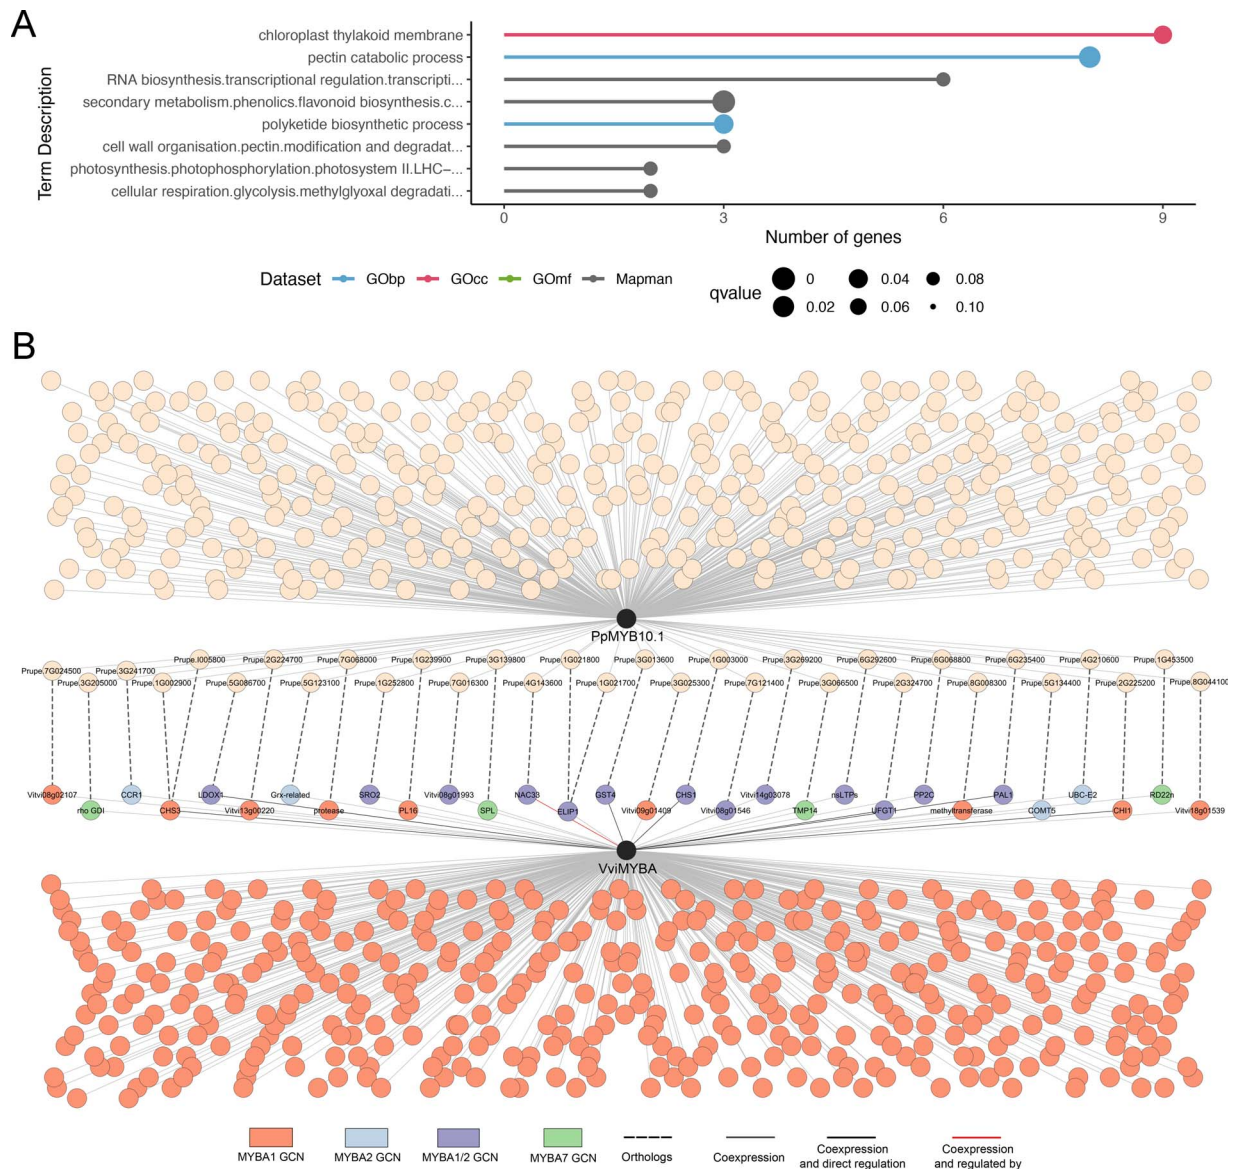 A
Term Description
chloroplast thylakoid membrane
pectin catabolic process
RNA biosynthesis.transcriptional regulation.transcripti...
secondary metabolism.phenolics.flavonoid biosynthesis.c...
polyketide biosynthetic process
cell wall organisation.pectin.modification and degradat...
photosynthesis.photophosphorylation.photosystem II.LHC−...
cellular respiration.glycolysis.methylglyoxal degradati...
0 3 6 9
Number of genes
Dataset GObp GOcc GOmf Mapman
qvalue
0 0.04 0.08
0.02 0.06 0.10
B
PpMYB10.1
Prupe.I005800 Prupe.2G224700 Prupe.7G068000 Prupe.1G239900 Prupe.3G139800 Prupe.1G021800 Prupe.3G013600 Prupe.1G003000 Prupe.3G269200 Prupe.6G292600 Prupe.6G068800 Prupe.6G235400 Prupe.4G210600 Prupe.1G453500
Prupe.7G024500 Prupe.3G241700
Prupe.3G205000 Prupe.1G002900 Prupe.5G086700 Prupe.5G123100 Prupe.1G252800 Prupe.7G016300 Prupe.4G143600 Prupe.1G021700 Prupe.3G025300 Prupe.7G121400 Prupe.3G066500 Prupe.2G324700 Prupe.8G008300 Prupe.5G134400 Prupe.2G225200 Prupe.8G044100
Vitvi08g02107 CCR1 LDOX1 Grx-related SRO2 Vitvi08g01993 NAC33 GST4 CHS1 Vitvi14g03078 nsLTPs PP2C PAL1 UBC-E2 RD22h
rho GDI CHS3 Vitvi13g00220 protease PL16 SPL ELIP1 Vitvi09g01409 Vitvi08g01546 TMP14 UFGT1 methyltransferase COMT5 CHI1 Vitvi18g01539
VviMYBA
MYBA1 GCN MYBA2 GCN MYBA1/2 GCN MYBA7 GCN Orthologs Coexpression Coexpression Coexpression
and direct regulation and regulated by